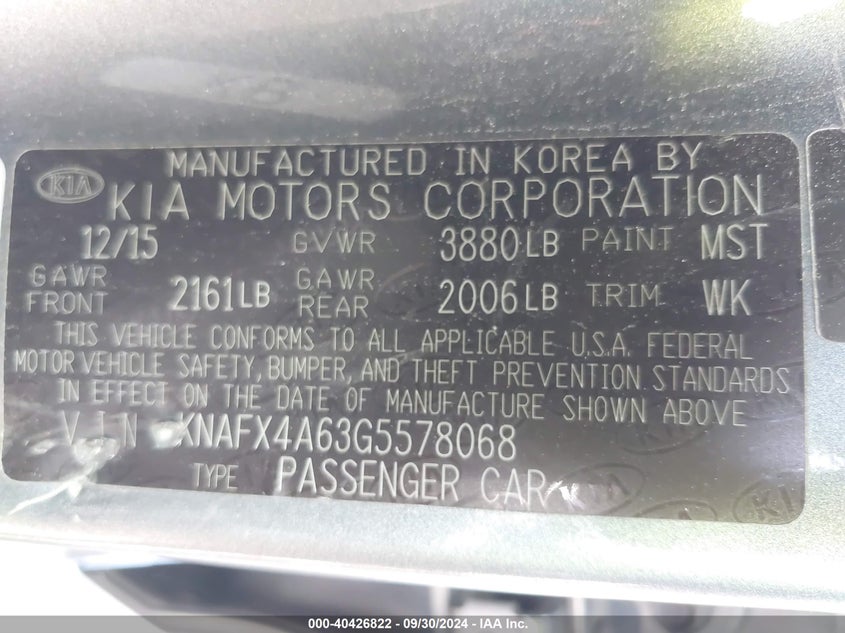 MANUFACTURED IN KOREA BY
KIA KIA MOTORS CORPORATION
12/15 GVWR 3880LB PAINT MST
GAWR FRONT 2161LB GAWR REAR 2006LB TRIM WK
THIS VEHICLE CONFORMS TO ALL APPLICABLE U.S.A. FEDERAL
MOTOR VEHICLE SAFETY, BUMPER, AND THEFT PREVENTION STANDARDS
IN EFFECT ON THE DATE OF MANUFACTURE SHOWN ABOVE
VIN KNAFX4A63G5578068
TYPE PASSENGER CAR
KIA
KIA
000-40426822 - 09/30/2024 - IAA Inc.